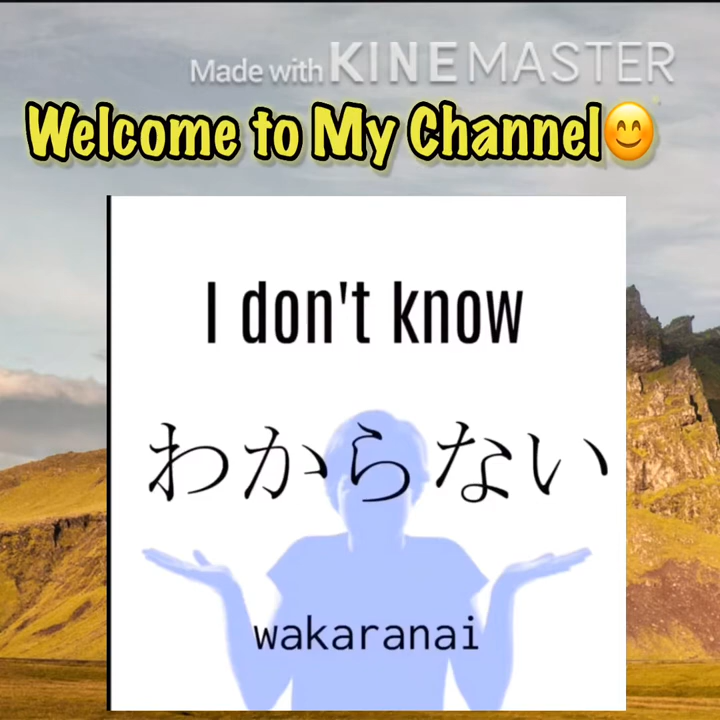 Made with KINEMASTER
Welcome to My Channel😊
I don't know
わからない
wakaranai